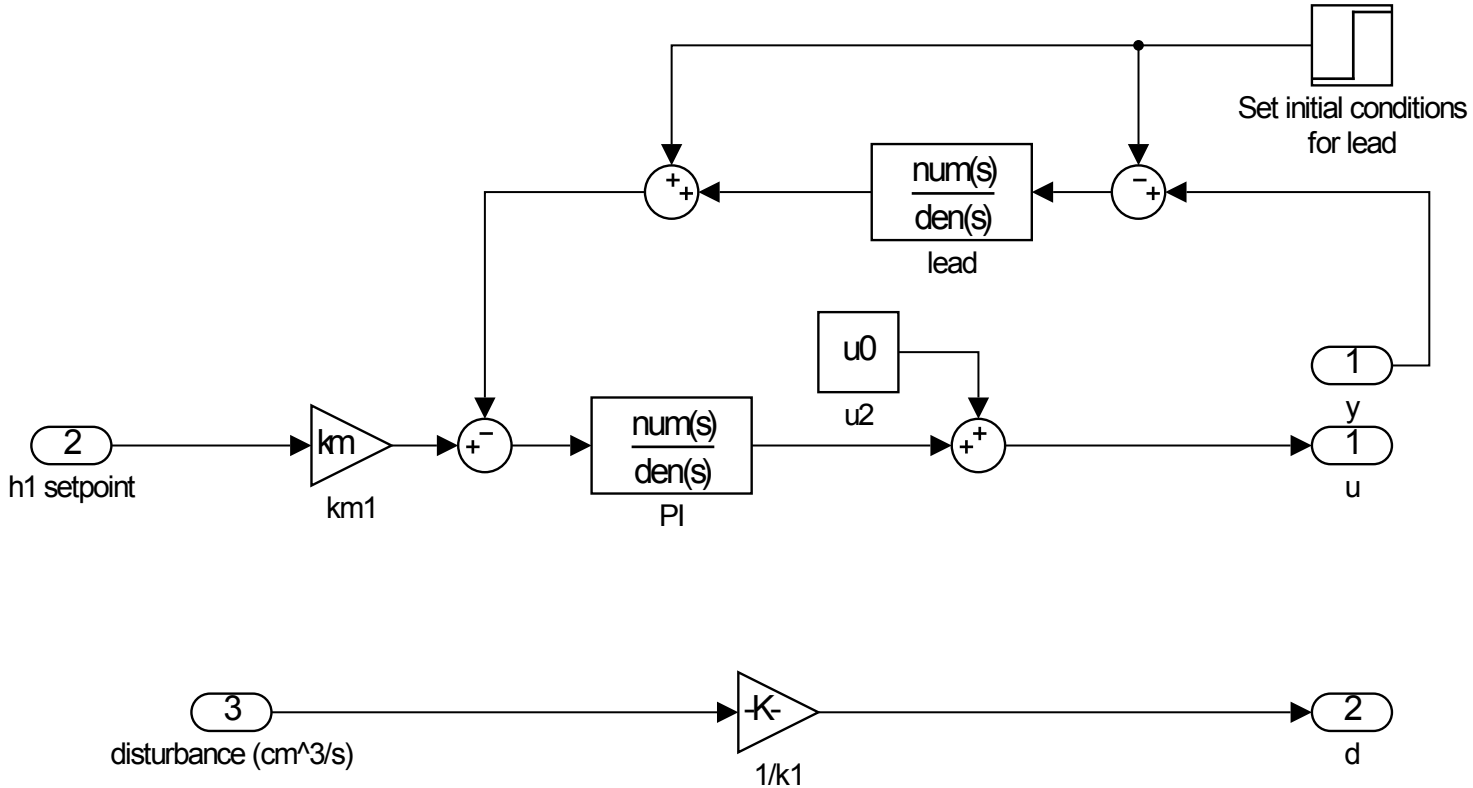 Set initial conditions
for lead
+
+
num(s)
den(s)
lead
−
+
u0
u2
1
y
2
h1 setpoint
km
km1
−
+
num(s)
den(s)
PI
+
+
1
u
3
disturbance (cm^3/s)
-K-
1/k1
2
d